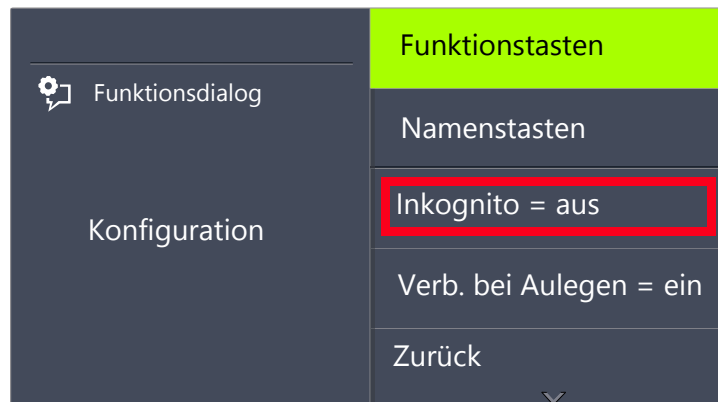 Funktionsdialog
Konfiguration
Funktionstasten
Namenstasten
Inkognito = aus
Verb. bei Aulegen = ein
Zurück